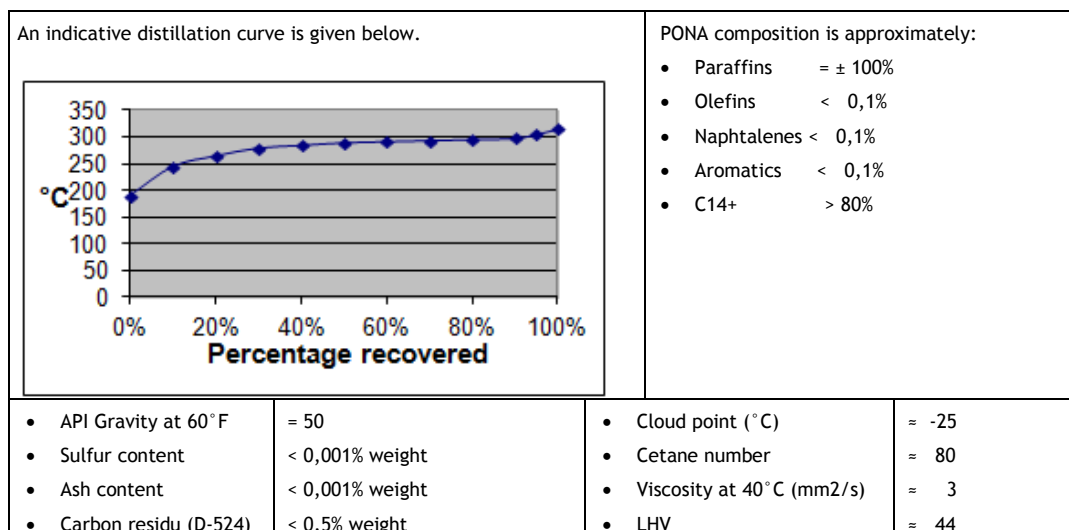 An indicative distillation curve is given below.
350
300
250
200
150
100
50
0
°C
0% 20% 40% 60% 80% 100%
Percentage recovered
PONA composition is approximately:
• Paraffins = ± 100%
• Olefins < 0,1%
• Naphtalenes < 0,1%
• Aromatics < 0,1%
• C14+ > 80%
• API Gravity at 60°F = 50 • Cloud point (°C) ≈ -25
• Sulfur content < 0,001% weight • Cetane number ≈ 80
• Ash content < 0,001% weight • Viscosity at 40°C (mm2/s) ≈ 3
• Carbon residu (D-524) < 0,5% weight • LHV ≈ 44